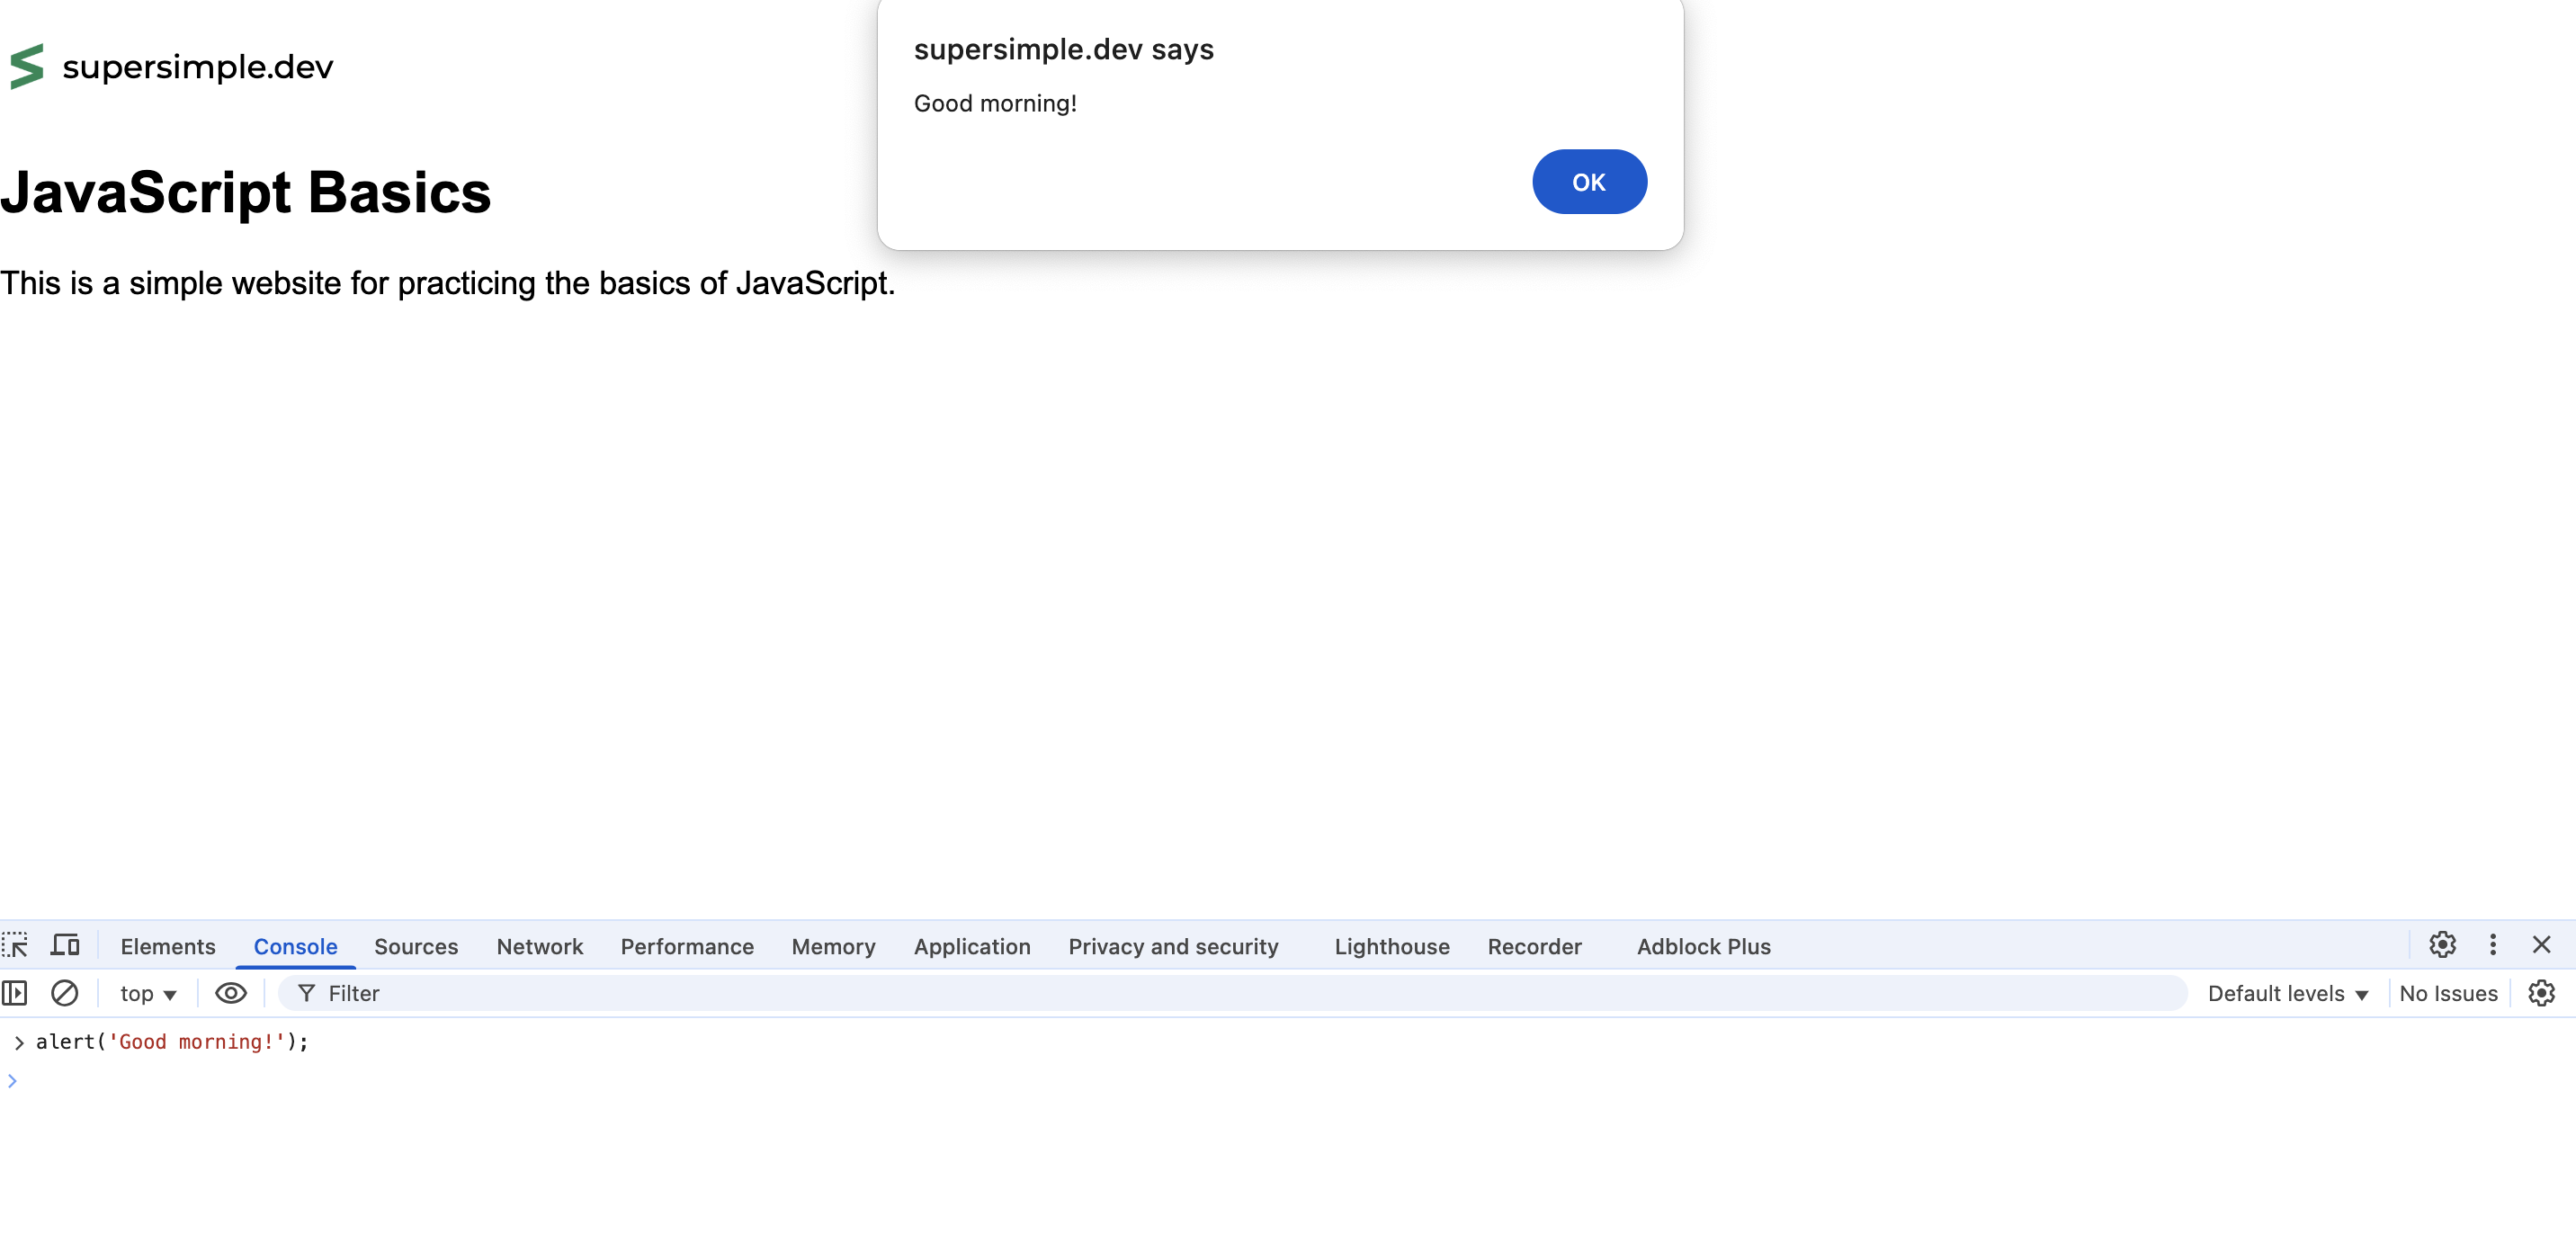 supersimple.dev says
Good morning!
OK
supersimple.dev
JavaScript Basics
This is a simple website for practicing the basics of JavaScript.
Elements Console Sources Network Performance Memory Application Privacy and security Lighthouse Recorder Adblock Plus
top Filter Default levels No Issues
alert('Good morning!');